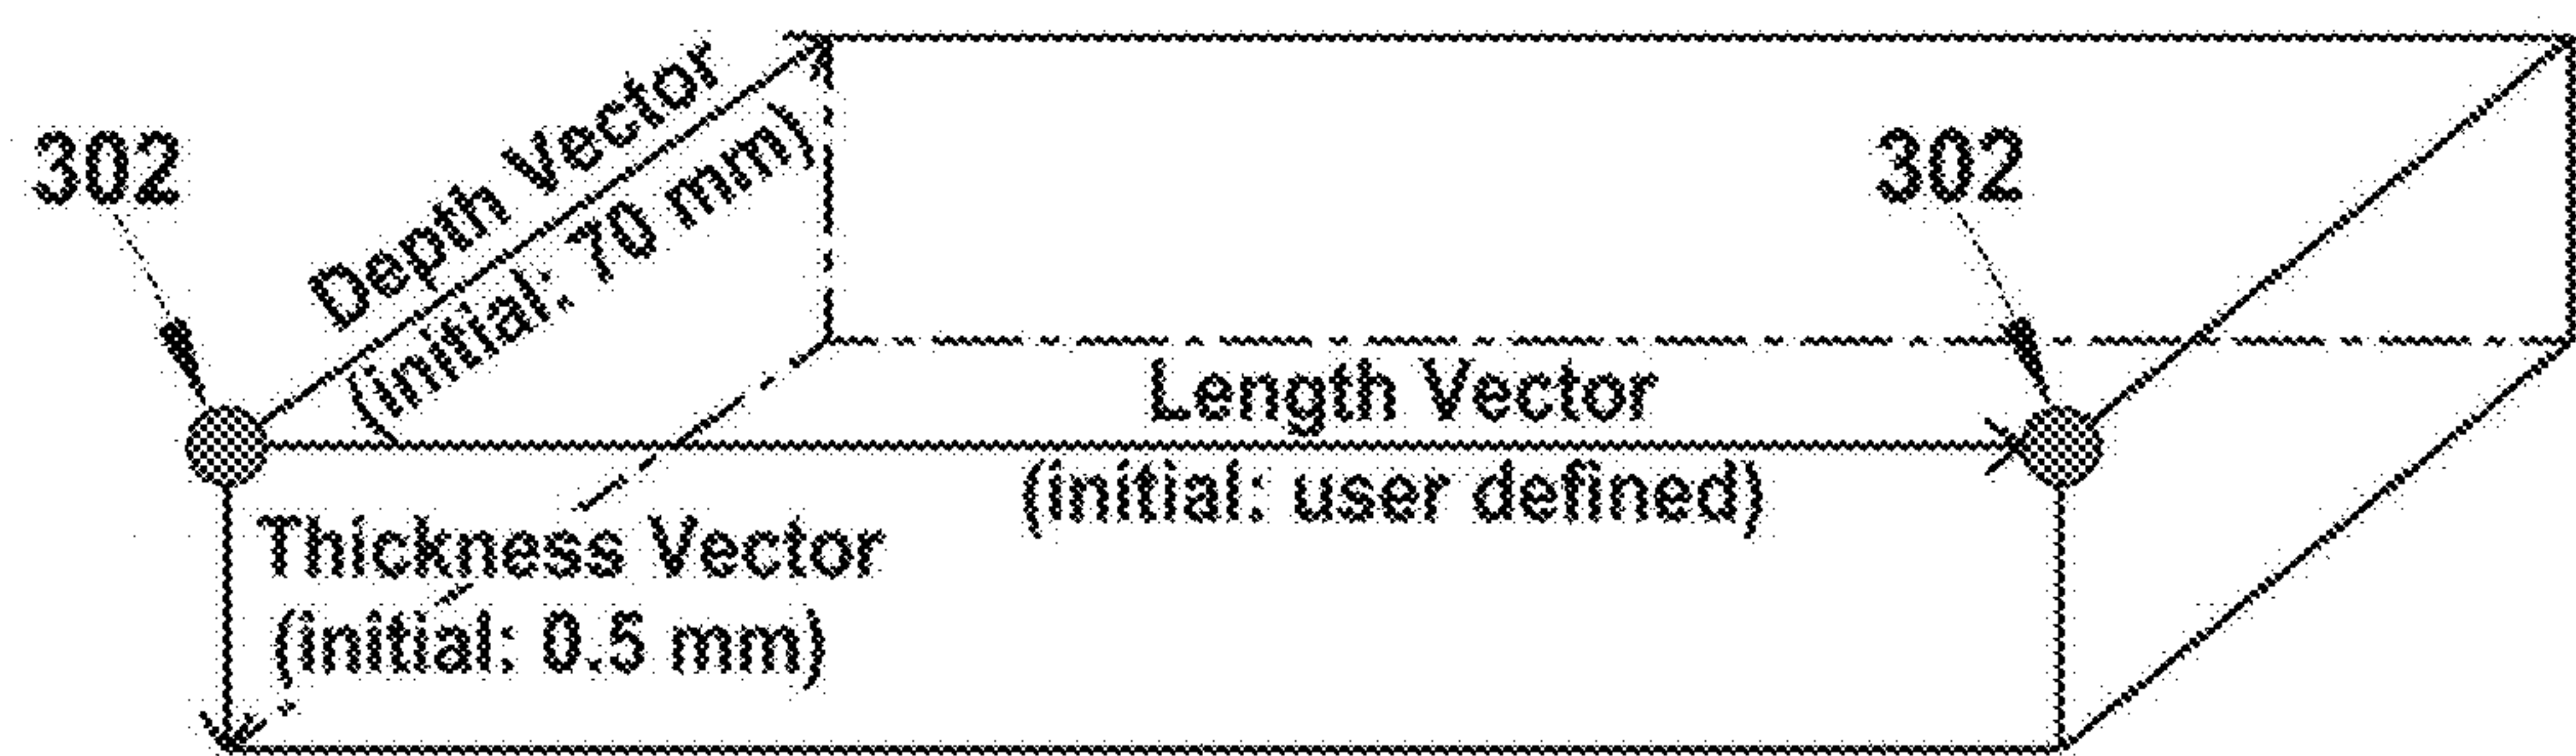 302
Depth Vector
(initial: 70 mm)
302
Length Vector
(initial: user defined)
Thickness Vector
(initial: 0.5 mm)